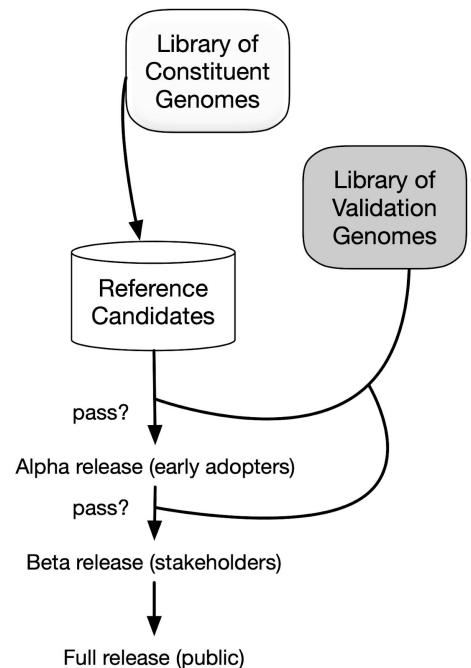 Library of
Constituent
Genomes
Library of
Validation
Genomes
Reference
Candidates
pass?
Alpha release (early adopters)
pass?
Beta release (stakeholders)
Full release (public)